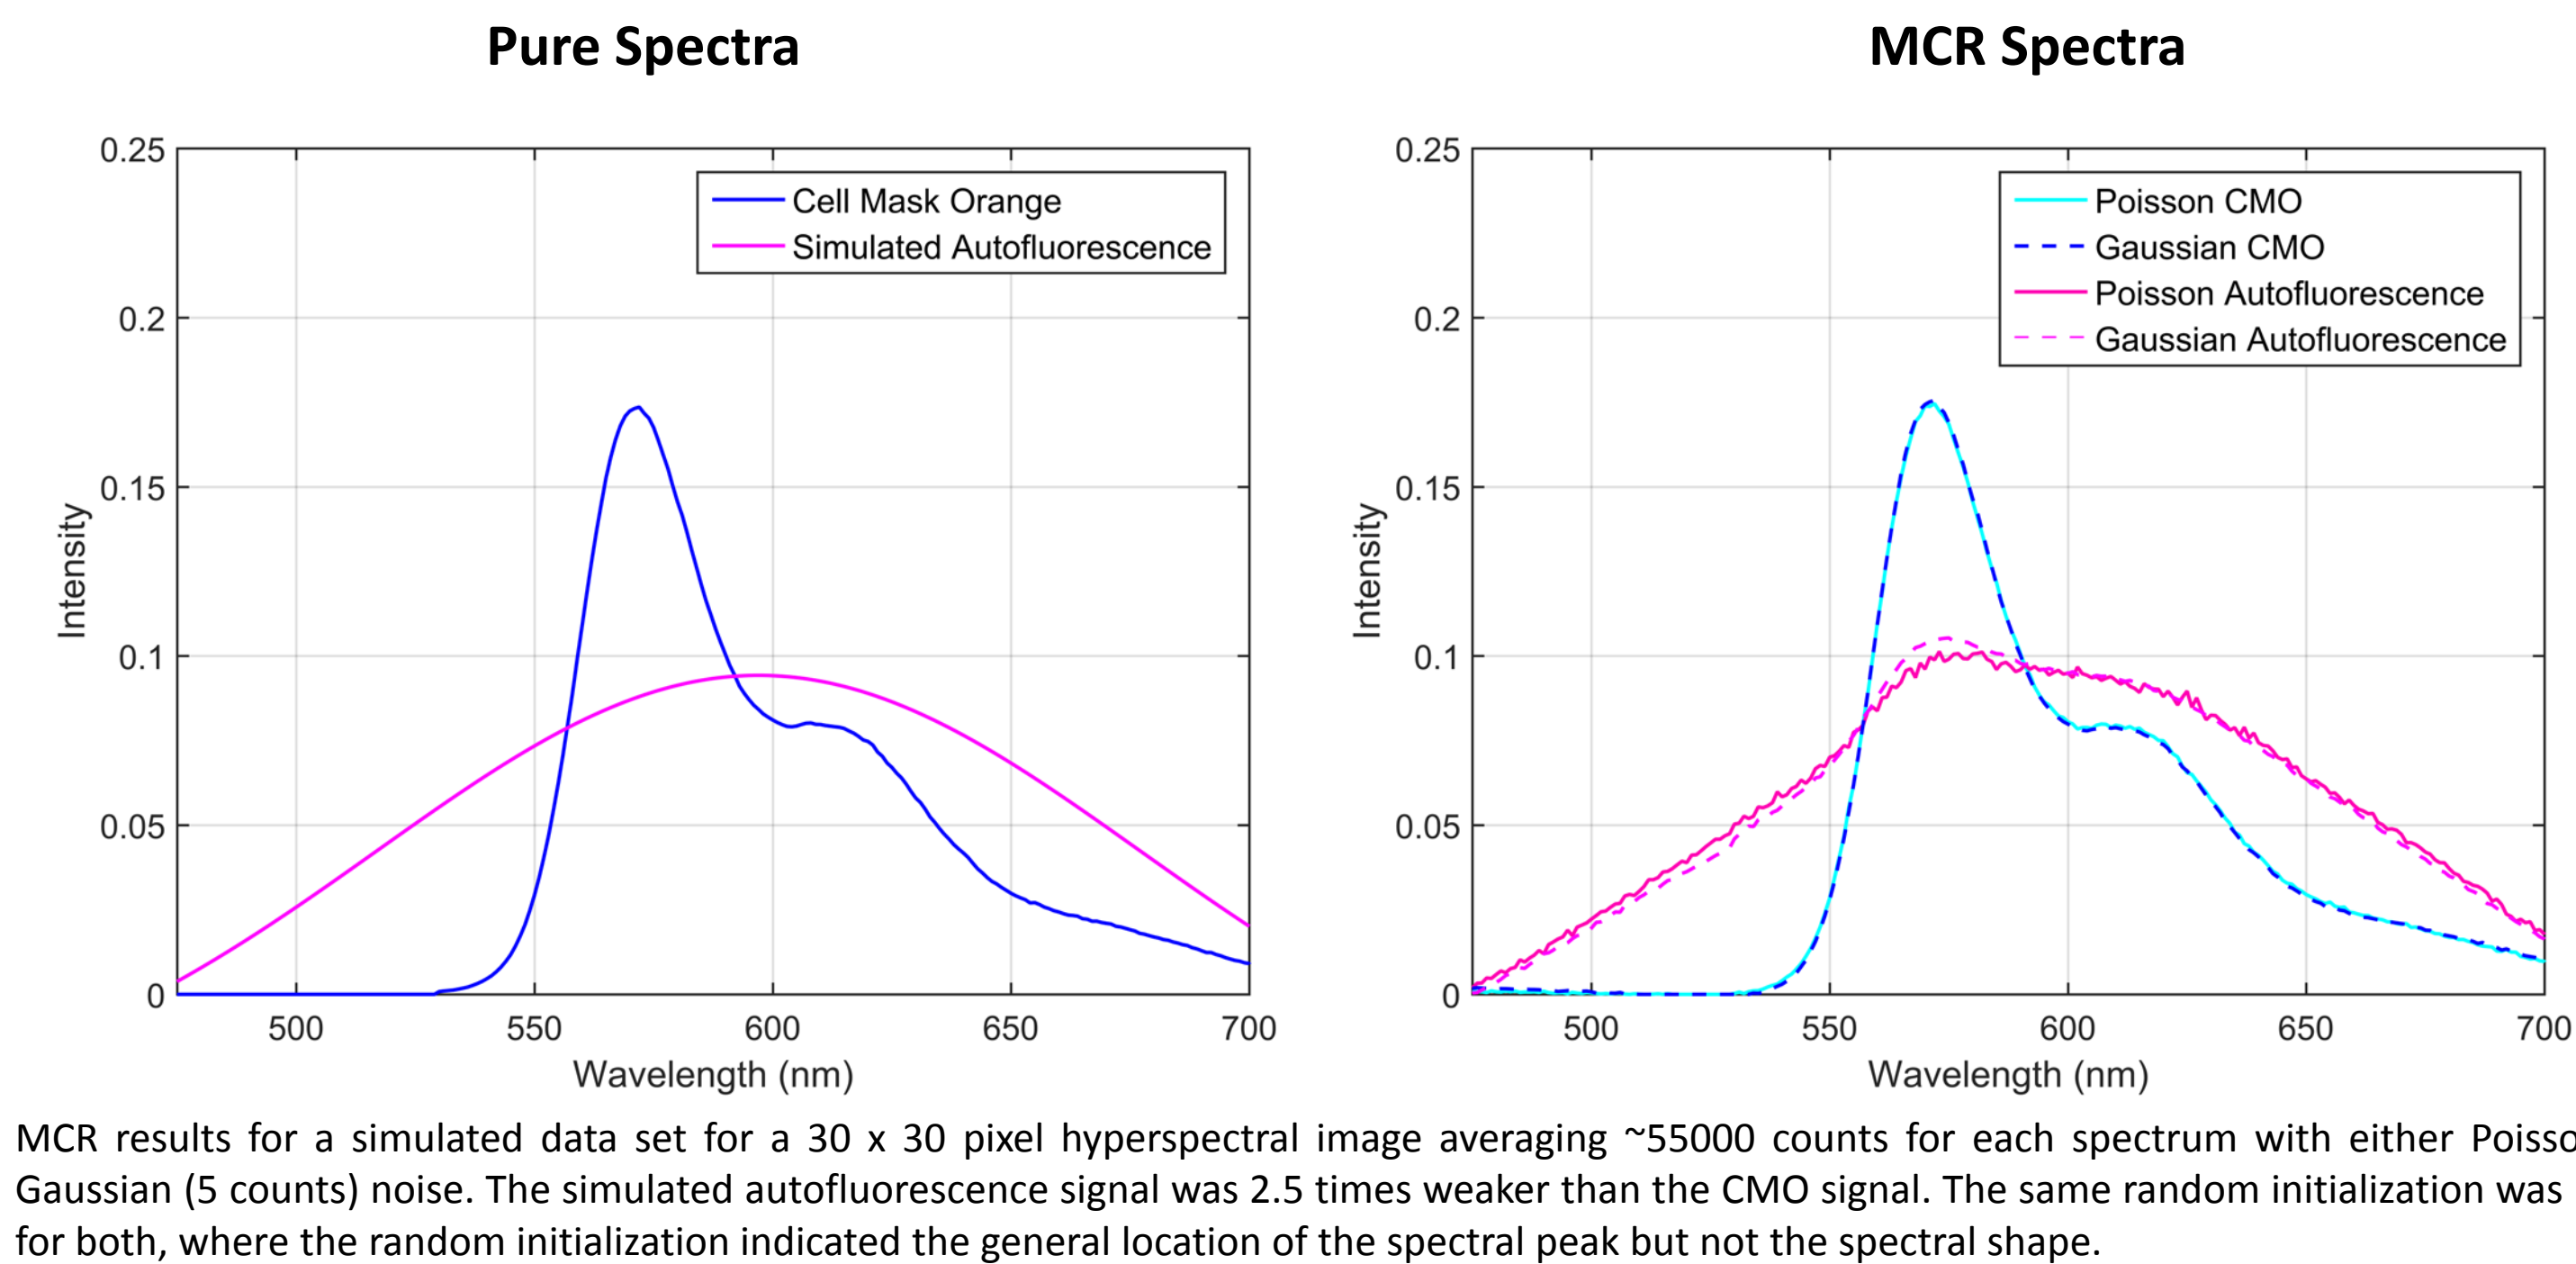 Pure Spectra
MCR Spectra
0.25
0.2
0.15
0.1
0.05
0
Intensity
Cell Mask Orange
Simulated Autofluorescence
500
550
600
650
700
Wavelength (nm)
0.25
0.2
0.15
0.1
0.05
0
Intensity
Poisson CMO
Gaussian CMO
Poisson Autofluorescence
Gaussian Autofluorescence
500
550
600
650
700
Wavelength (nm)
MCR results for a simulated data set for a 30 x 30 pixel hyperspectral image averaging ~55000 counts for each spectrum with either Poisso
Gaussian (5 counts) noise. The simulated autofluorescence signal was 2.5 times weaker than the CMO signal. The same random initialization was
for both, where the random initialization indicated the general location of the spectral peak but not the spectral shape.